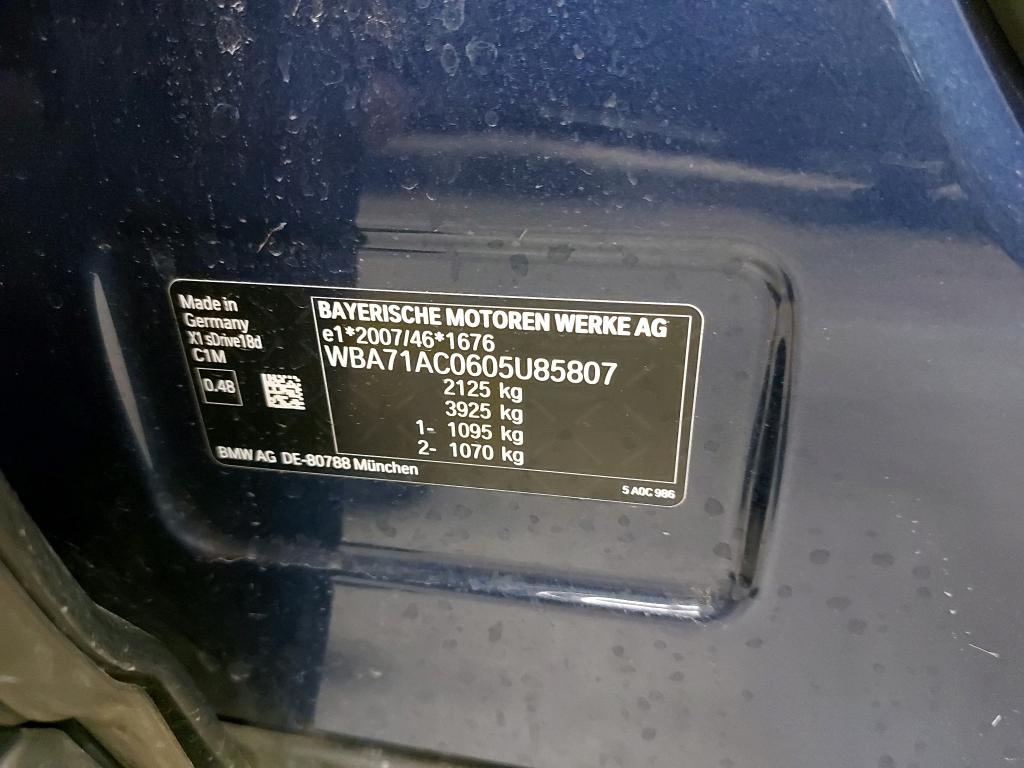 Made in
Germany
X1 sDrive18d
C1M
0.48
BAYERISCHE MOTOREN WERKE AG
e1*2007/46*1676
WBA71AC0605U85807
2125 kg
3925 kg
1- 1095 kg
2- 1070 kg
BMW AG DE-80788 München
5 A0C 986